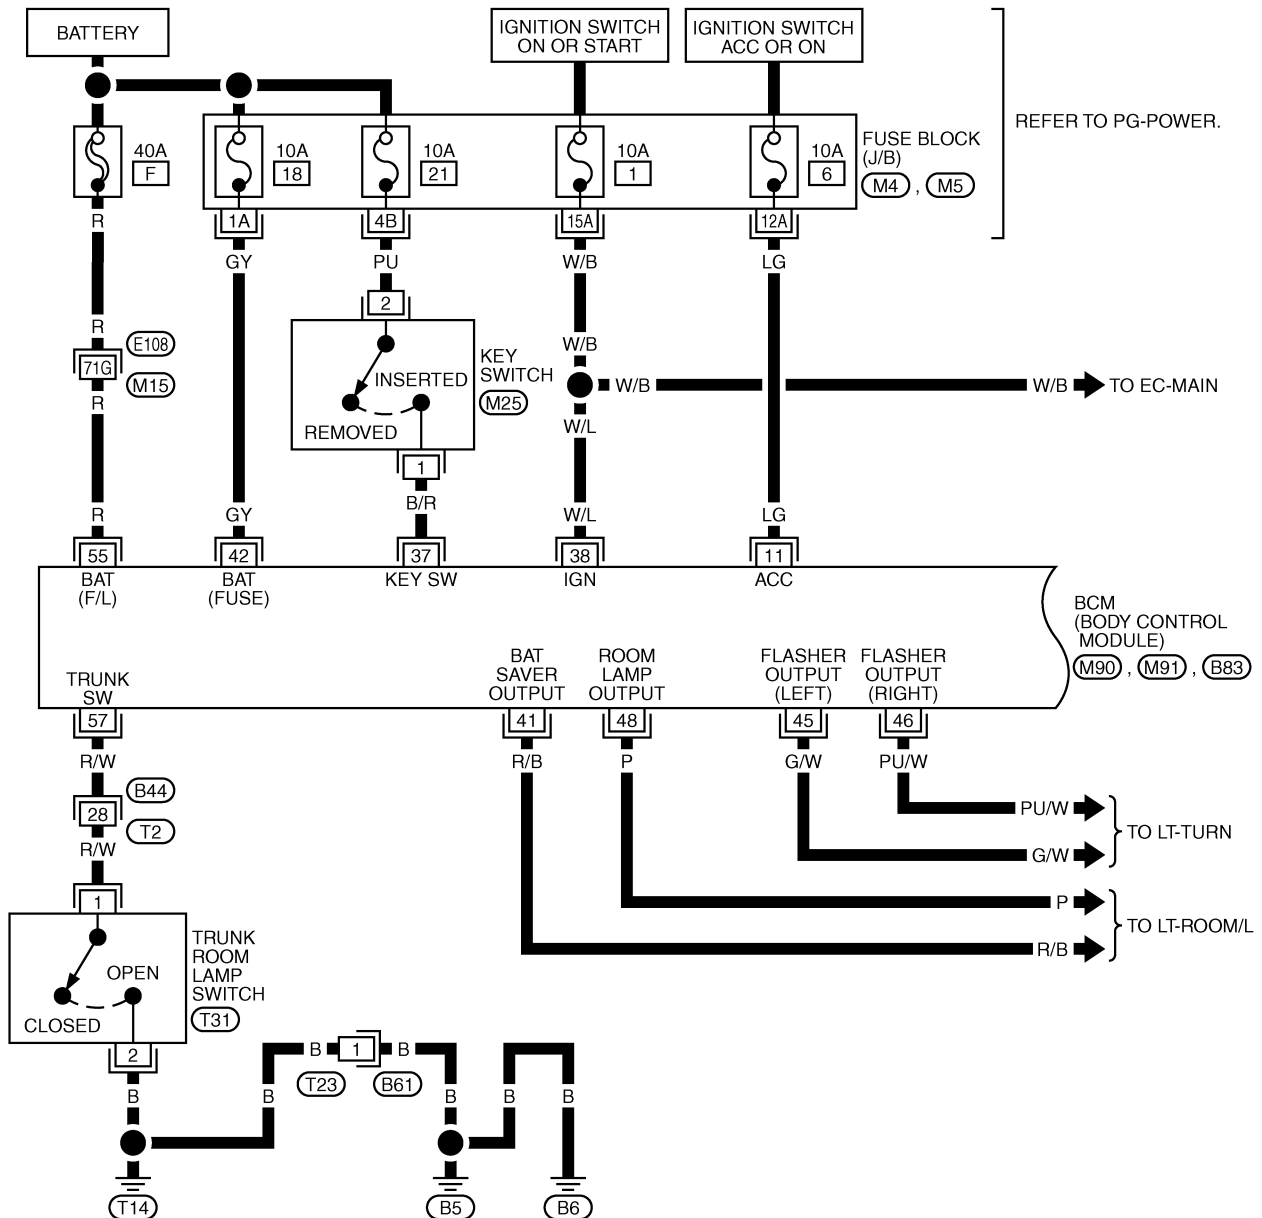 BATTERY
IGNITION SWITCH
ON OR START
IGNITION SWITCH
ACC OR ON
REFER TO PG-POWER.
40A
F
10A
18
10A
21
10A
1
10A
6
FUSE BLOCK
(J/B)
M4 , M5
1A
4B
15A
12A
R
GY
PU
W/B
LG
2
R
E108
71G
M15
R
INSERTED
REMOVED
KEY
SWITCH
M25
W/B
W/B
W/B
TO EC-MAIN
W/L
1
B/R
R
GY
W/L
LG
55
42
37
38
11
BAT
(F/L)
BAT
(FUSE)
KEY SW
IGN
ACC
BCM
(BODY CONTROL
MODULE)
M90 , M91 , B83
TRUNK
SW
BAT
SAVER
OUTPUT
ROOM
LAMP
OUTPUT
FLASHER
OUTPUT
(LEFT)
FLASHER
OUTPUT
(RIGHT)
57
41
48
45
46
R/W
R/B
P
G/W
PU/W
B44
28
T2
R/W
PU/W
G/W
TO LT-TURN
P
R/B
TO LT-ROOM/L
1
OPEN
CLOSED
TRUNK
ROOM
LAMP
SWITCH
T31
2
B
B
B
1
B
T23
B61
B
B
B
T14
B5
B6